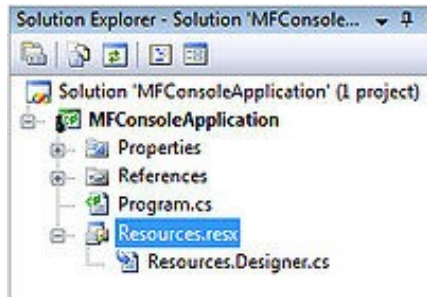 Solution Explorer - Solution 'MFConsole...
Solution 'MFConsoleApplication' (1 project)
MFConsoleApplication
Properties
References
Program.cs
Resources.resx
Resources.Designer.cs